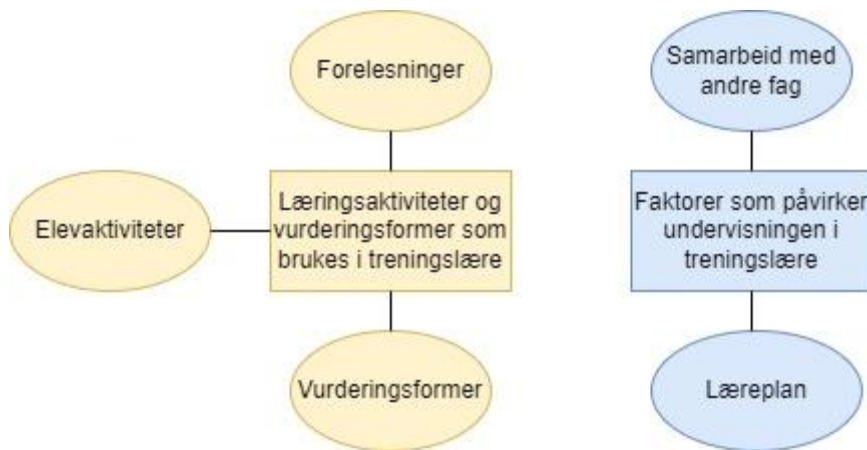 Forelesninger
Elevaktiviteter
Læringsaktiviteter og
vurderingsformer som
brukes i treningslære
Vurderingsformer
Samarbeid med
andre fag
Faktorer som påvirker
undervisningen i
treningslære
Læreplan